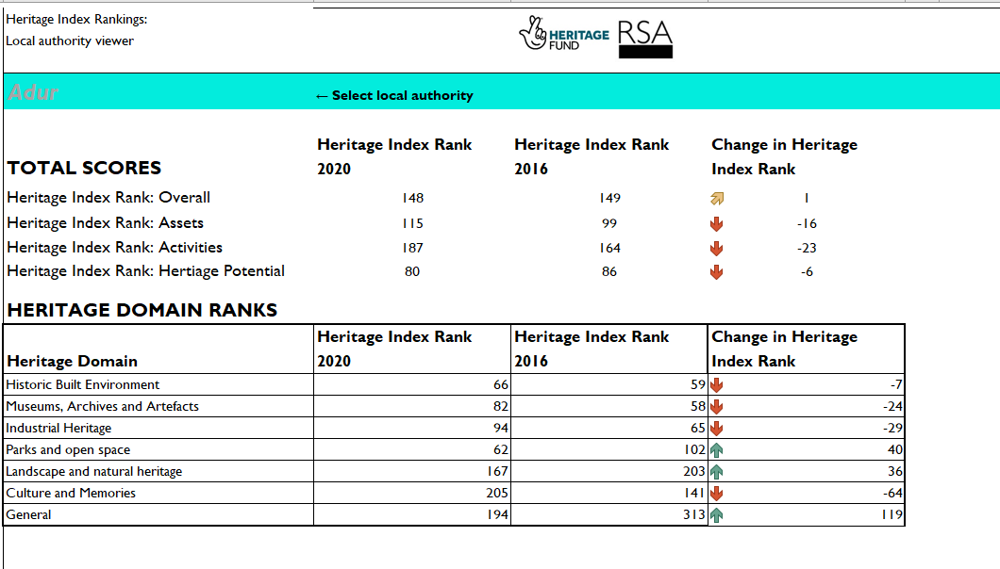 Heritage Index Rankings:
Local authority viewer
HERITAGE FUND RSA
Adur ← Select local authority
TOTAL SCORES Heritage Index Rank 2020 Heritage Index Rank 2016 Change in Heritage Index Rank
Heritage Index Rank: Overall 148 149 1
Heritage Index Rank: Assets 115 99 -16
Heritage Index Rank: Activities 187 164 -23
Heritage Index Rank: Hertiage Potential 80 86 -6
HERITAGE DOMAIN RANKS
Heritage Domain Heritage Index Rank 2020 Heritage Index Rank 2016 Change in Heritage Index Rank
Historic Built Environment 66 59 -7
Museums, Archives and Artefacts 82 58 -24
Industrial Heritage 94 65 -29
Parks and open space 62 102 40
Landscape and natural heritage 167 203 36
Culture and Memories 205 141 -64
General 194 313 119